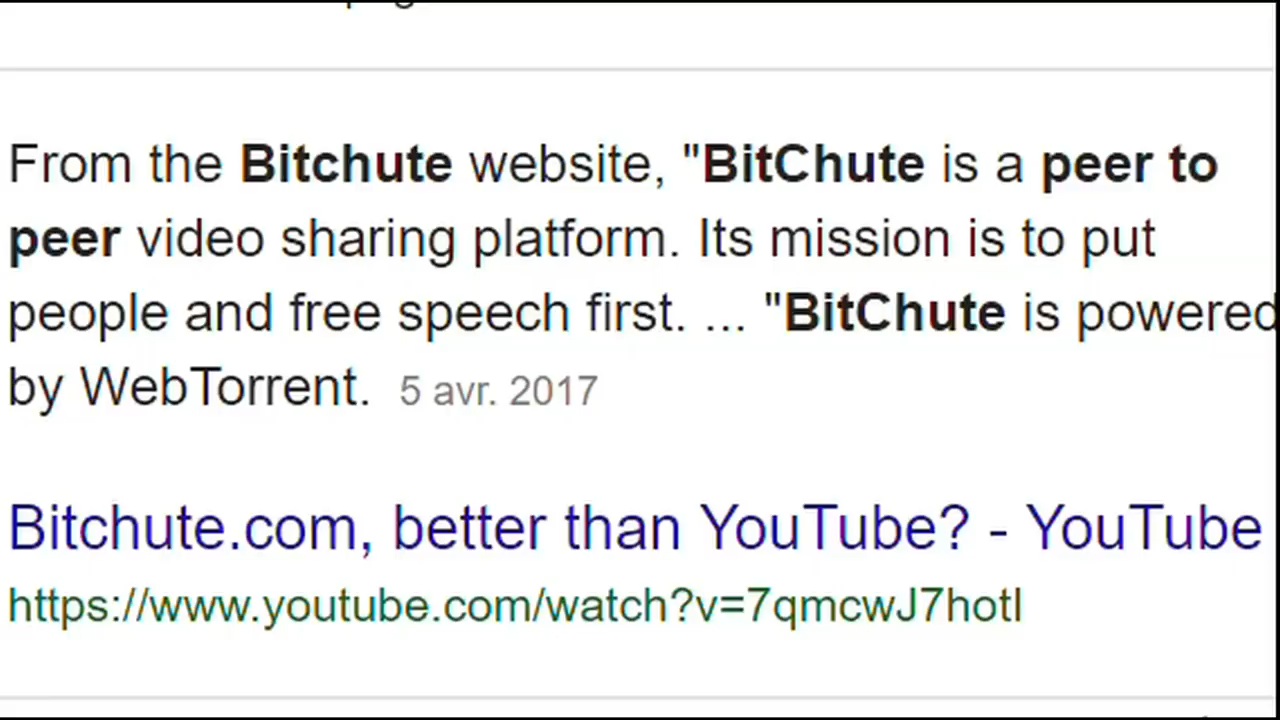 From the Bitchute website, "BitChute is a peer to
peer video sharing platform. Its mission is to put
people and free speech first. ... "BitChute is powered
by WebTorrent. 5 avr. 2017
Bitchute.com, better than YouTube? - YouTube
https://www.youtube.com/watch?v=7qmcwJ7hotI